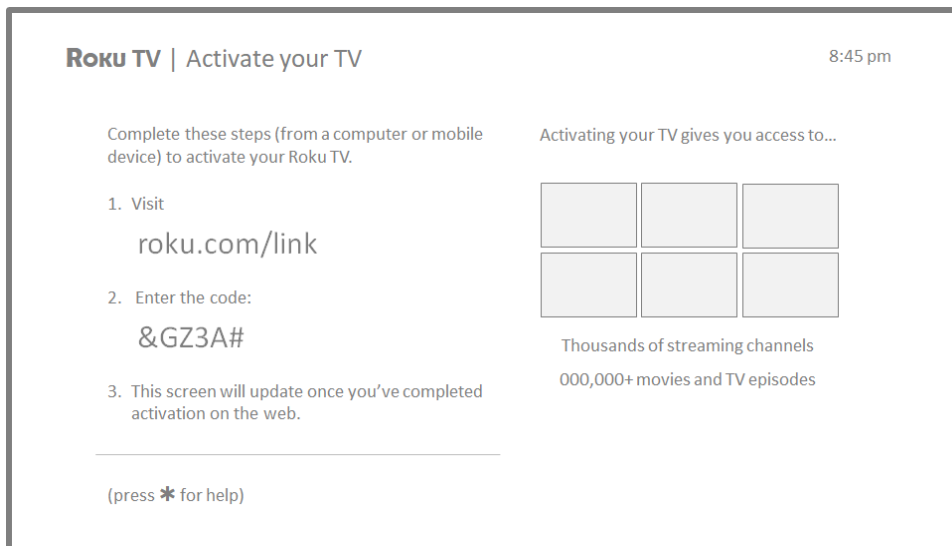 ROKU TV | Activate your TV
8:45 pm
Complete these steps (from a computer or mobile
device) to activate your Roku TV.
1. Visit
roku.com/link
2. Enter the code:
&GZ3A#
3. This screen will update once you’ve completed
activation on the web.
(press * for help)
Activating your TV gives you access to...
Thousands of streaming channels
000,000+ movies and TV episodes